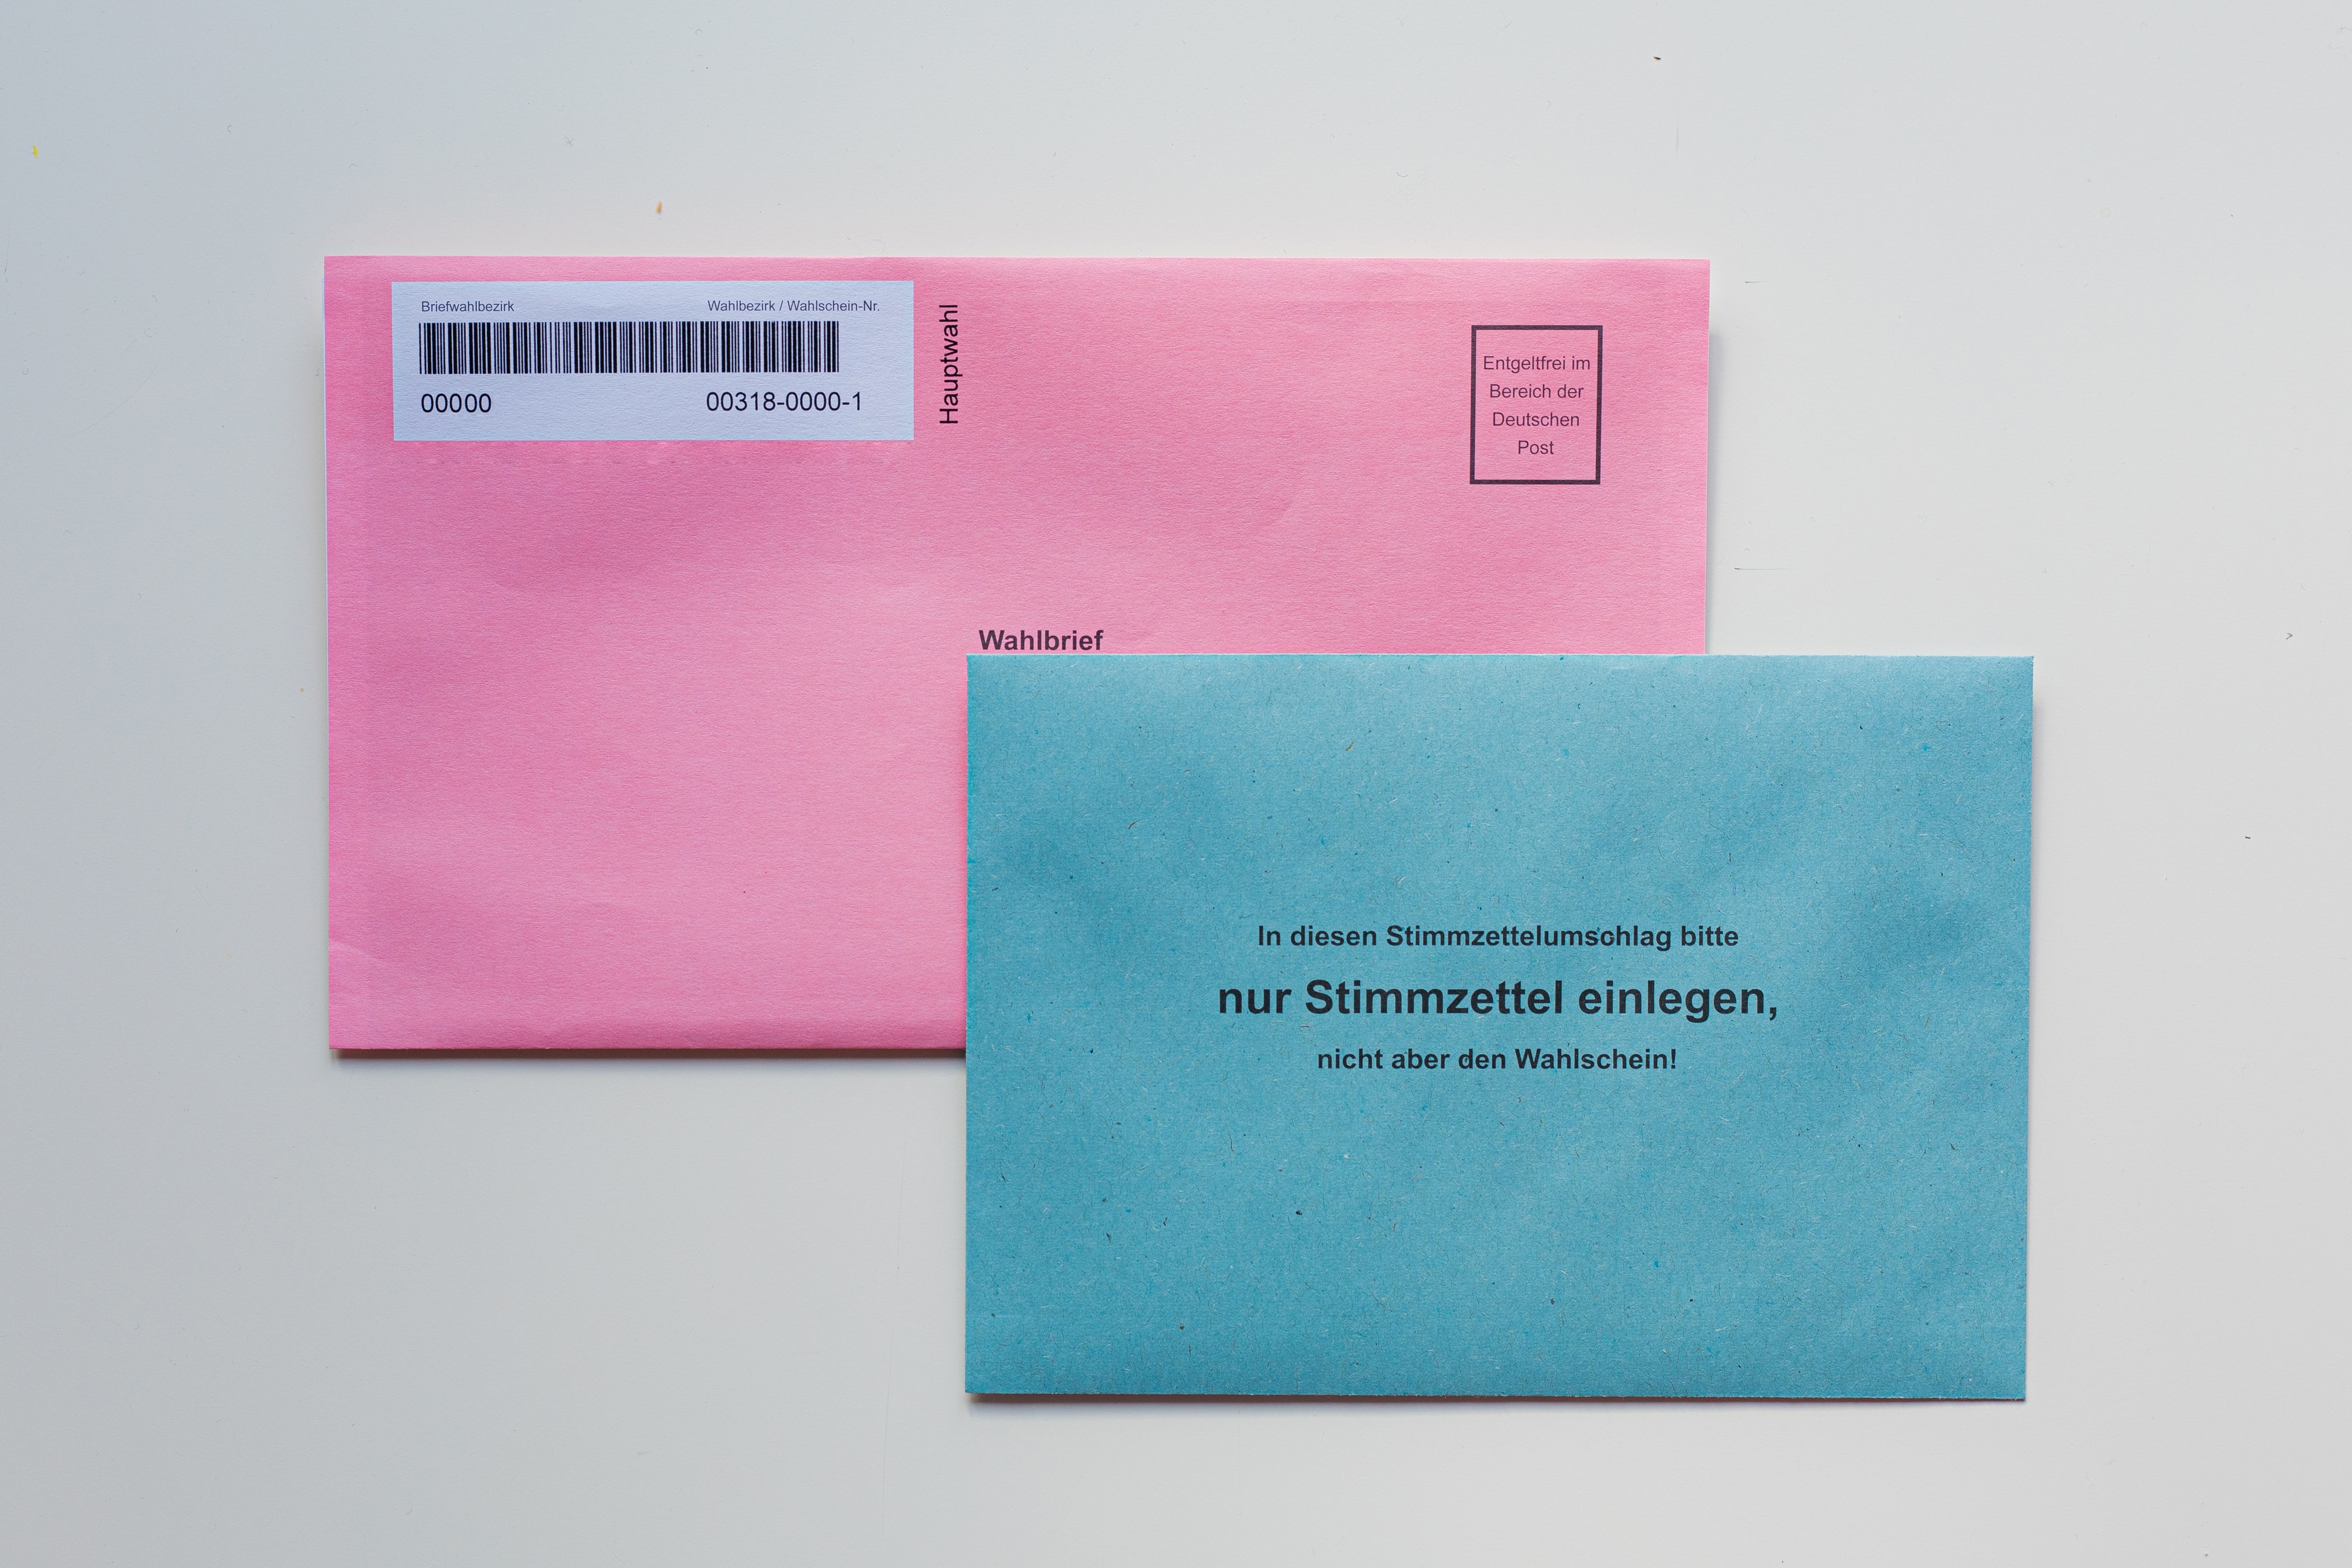 Briefwahlbezirk Wahlbezirk / Wahlschein-Nr.
00000 00318-0000-1
Hauptwahl
Entgeltfrei im
Bereich der
Deutschen
Post
Wahlbrief
In diesen Stimmzettelumschlag bitte
nur Stimmzettel einlegen,
nicht aber den Wahlschein!